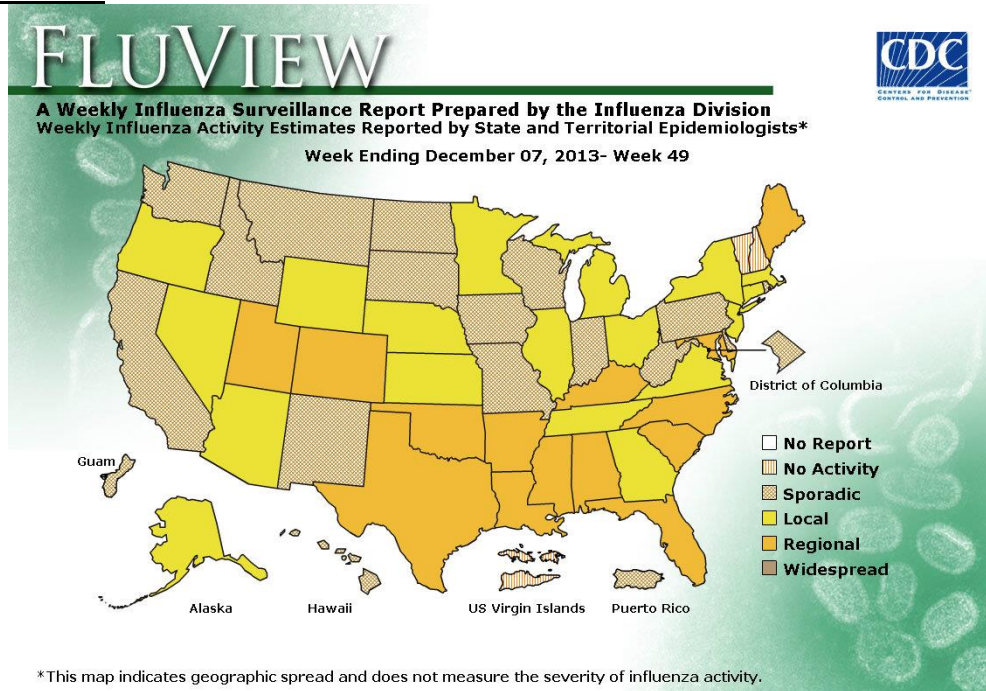 FLUVIEW
CDC
CENTERS FOR DISEASE
CONTROL AND PREVENTION
A Weekly Influenza Surveillance Report Prepared by the Influenza Division
Weekly Influenza Activity Estimates Reported by State and Territorial Epidemiologists*
Week Ending December 07, 2013- Week 49
District of Columbia
No Report
Guam
No Activity
Sporadic
Local
Regional
Widespread
Alaska
Hawaii
US Virgin Islands
Puerto Rico
*This map indicates geographic spread and does not measure the severity of influenza activity.